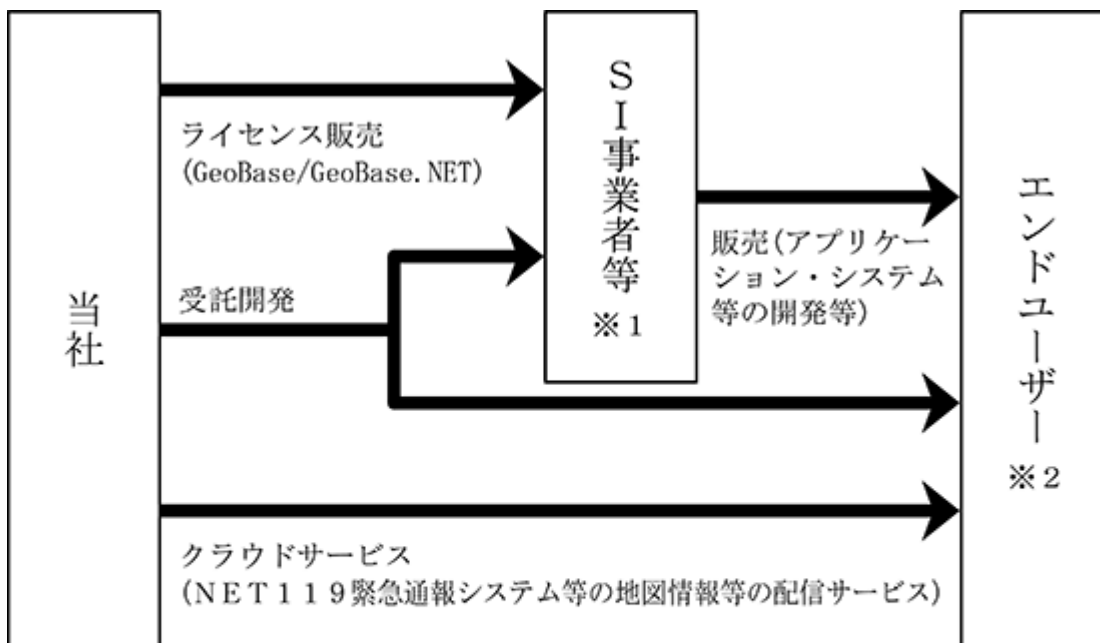 当社
ライセンス販売
(GeoBase/GeoBase.NET)
受託開発
クラウドサービス
(NET119緊急通報システム等の地図情報等の配信サービス)
SI事業者等
※1
販売(アプリケー
ション・システム
等の開発等)
エンドユーザー
※2